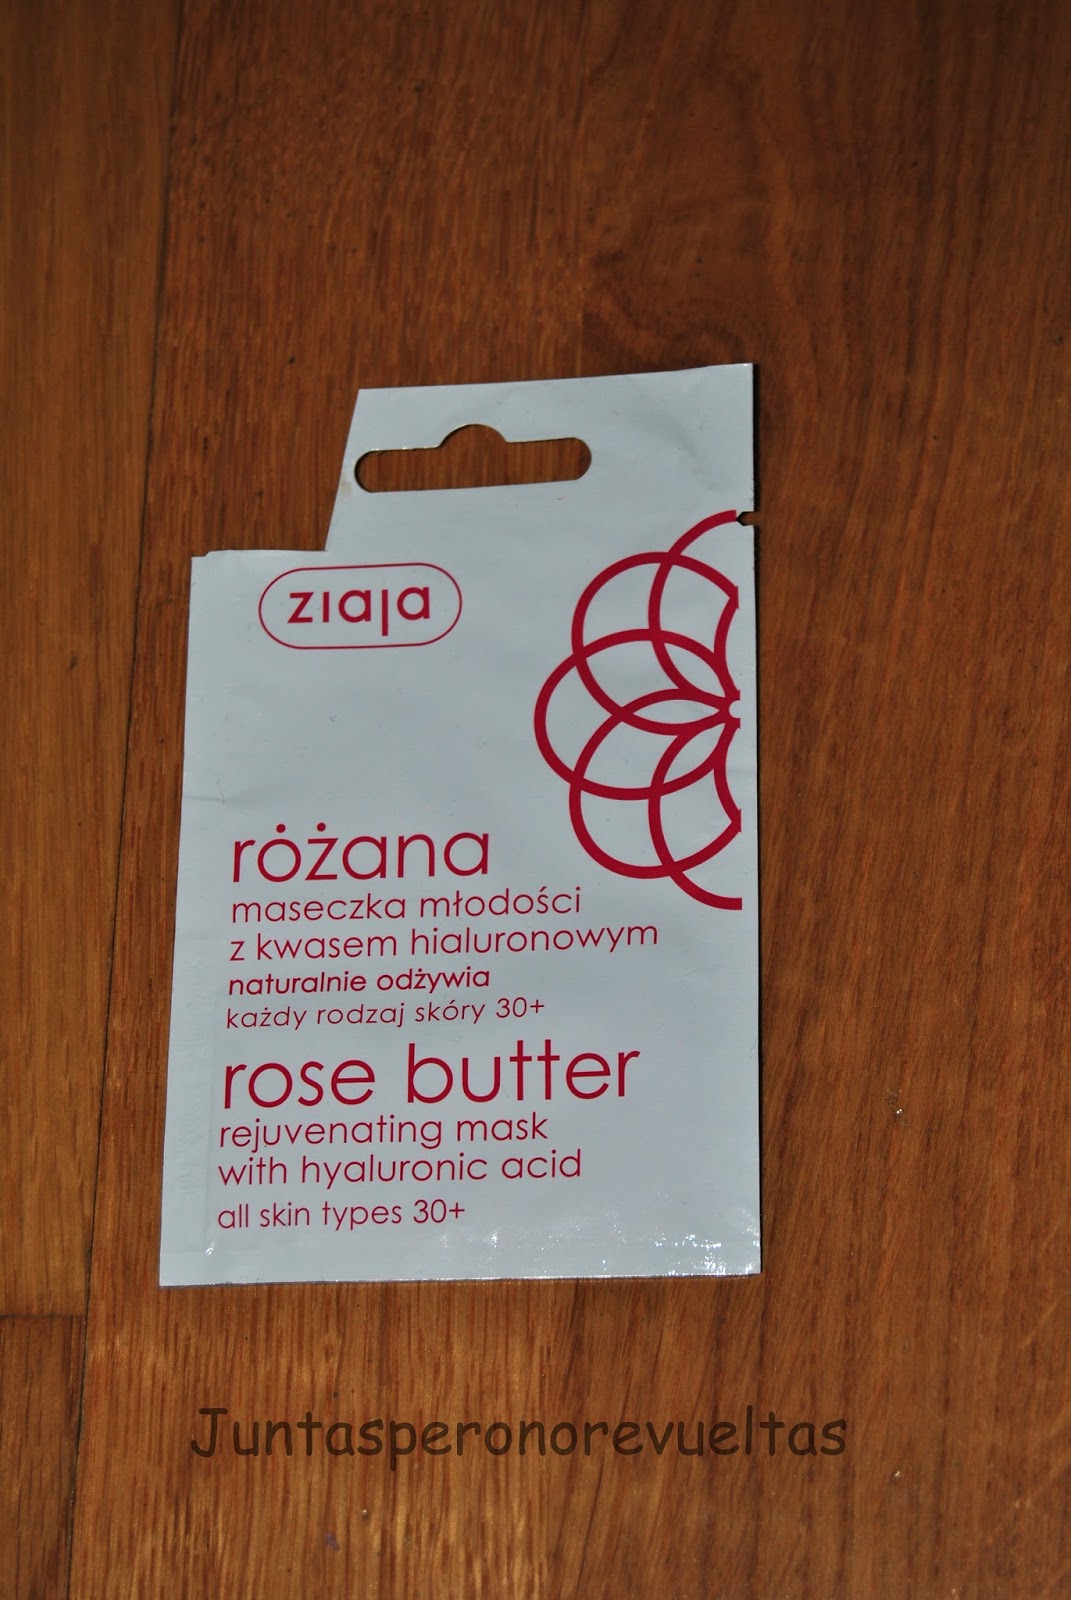 ziaja
różana
maseczka młodości
z kwasem hialuronowym
naturalnie odżywia
każdy rodzaj skóry 30+
rose butter
rejuvenating mask
with hyaluronic acid
all skin types 30+
Juntasperonorevueltas